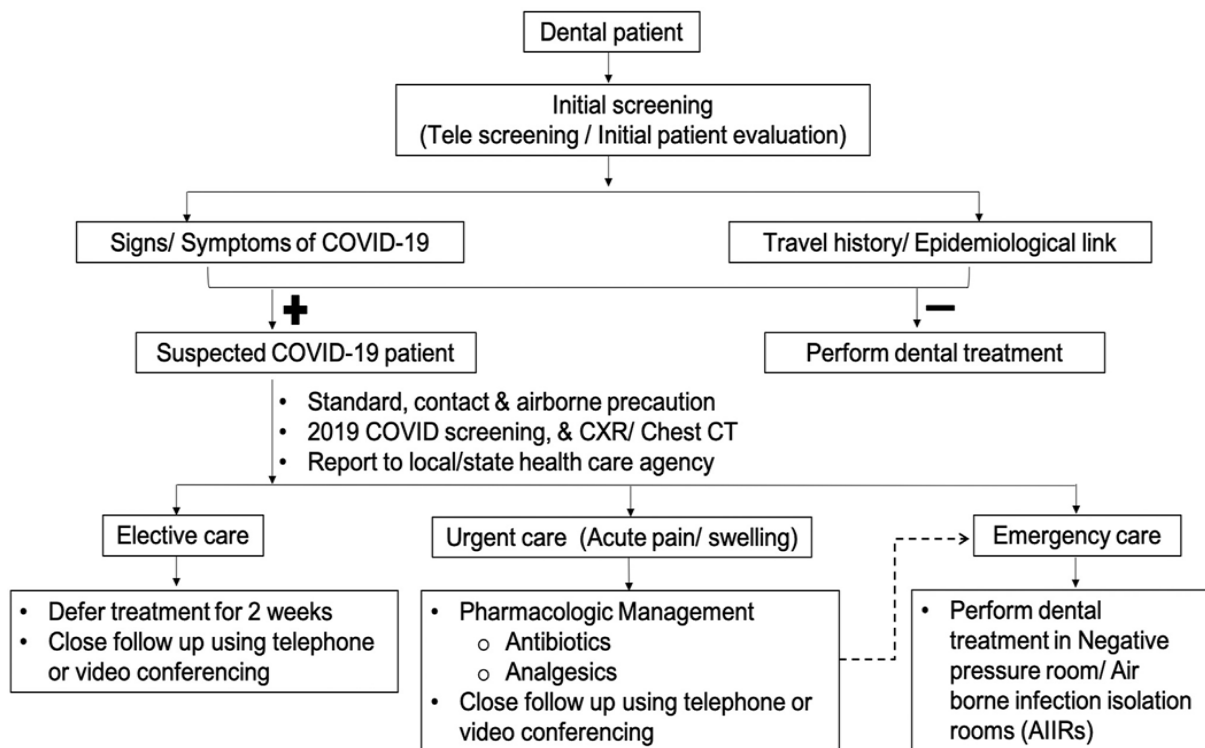 Dental patient
Initial screening
(Tele screening / Initial patient evaluation)
Signs/ Symptoms of COVID-19
Travel history/ Epidemiological link
+
−
Suspected COVID-19 patient
Perform dental treatment
• Standard, contact & airborne precaution
• 2019 COVID screening, & CXR/ Chest CT
• Report to local/state health care agency
Elective care
Urgent care (Acute pain/ swelling)
Emergency care
• Defer treatment for 2 weeks
• Close follow up using telephone
or video conferencing
• Pharmacologic Management
o Antibiotics
o Analgesics
• Close follow up using telephone or
video conferencing
• Perform dental
treatment in Negative
pressure room/ Air
borne infection isolation
rooms (AIIRs)